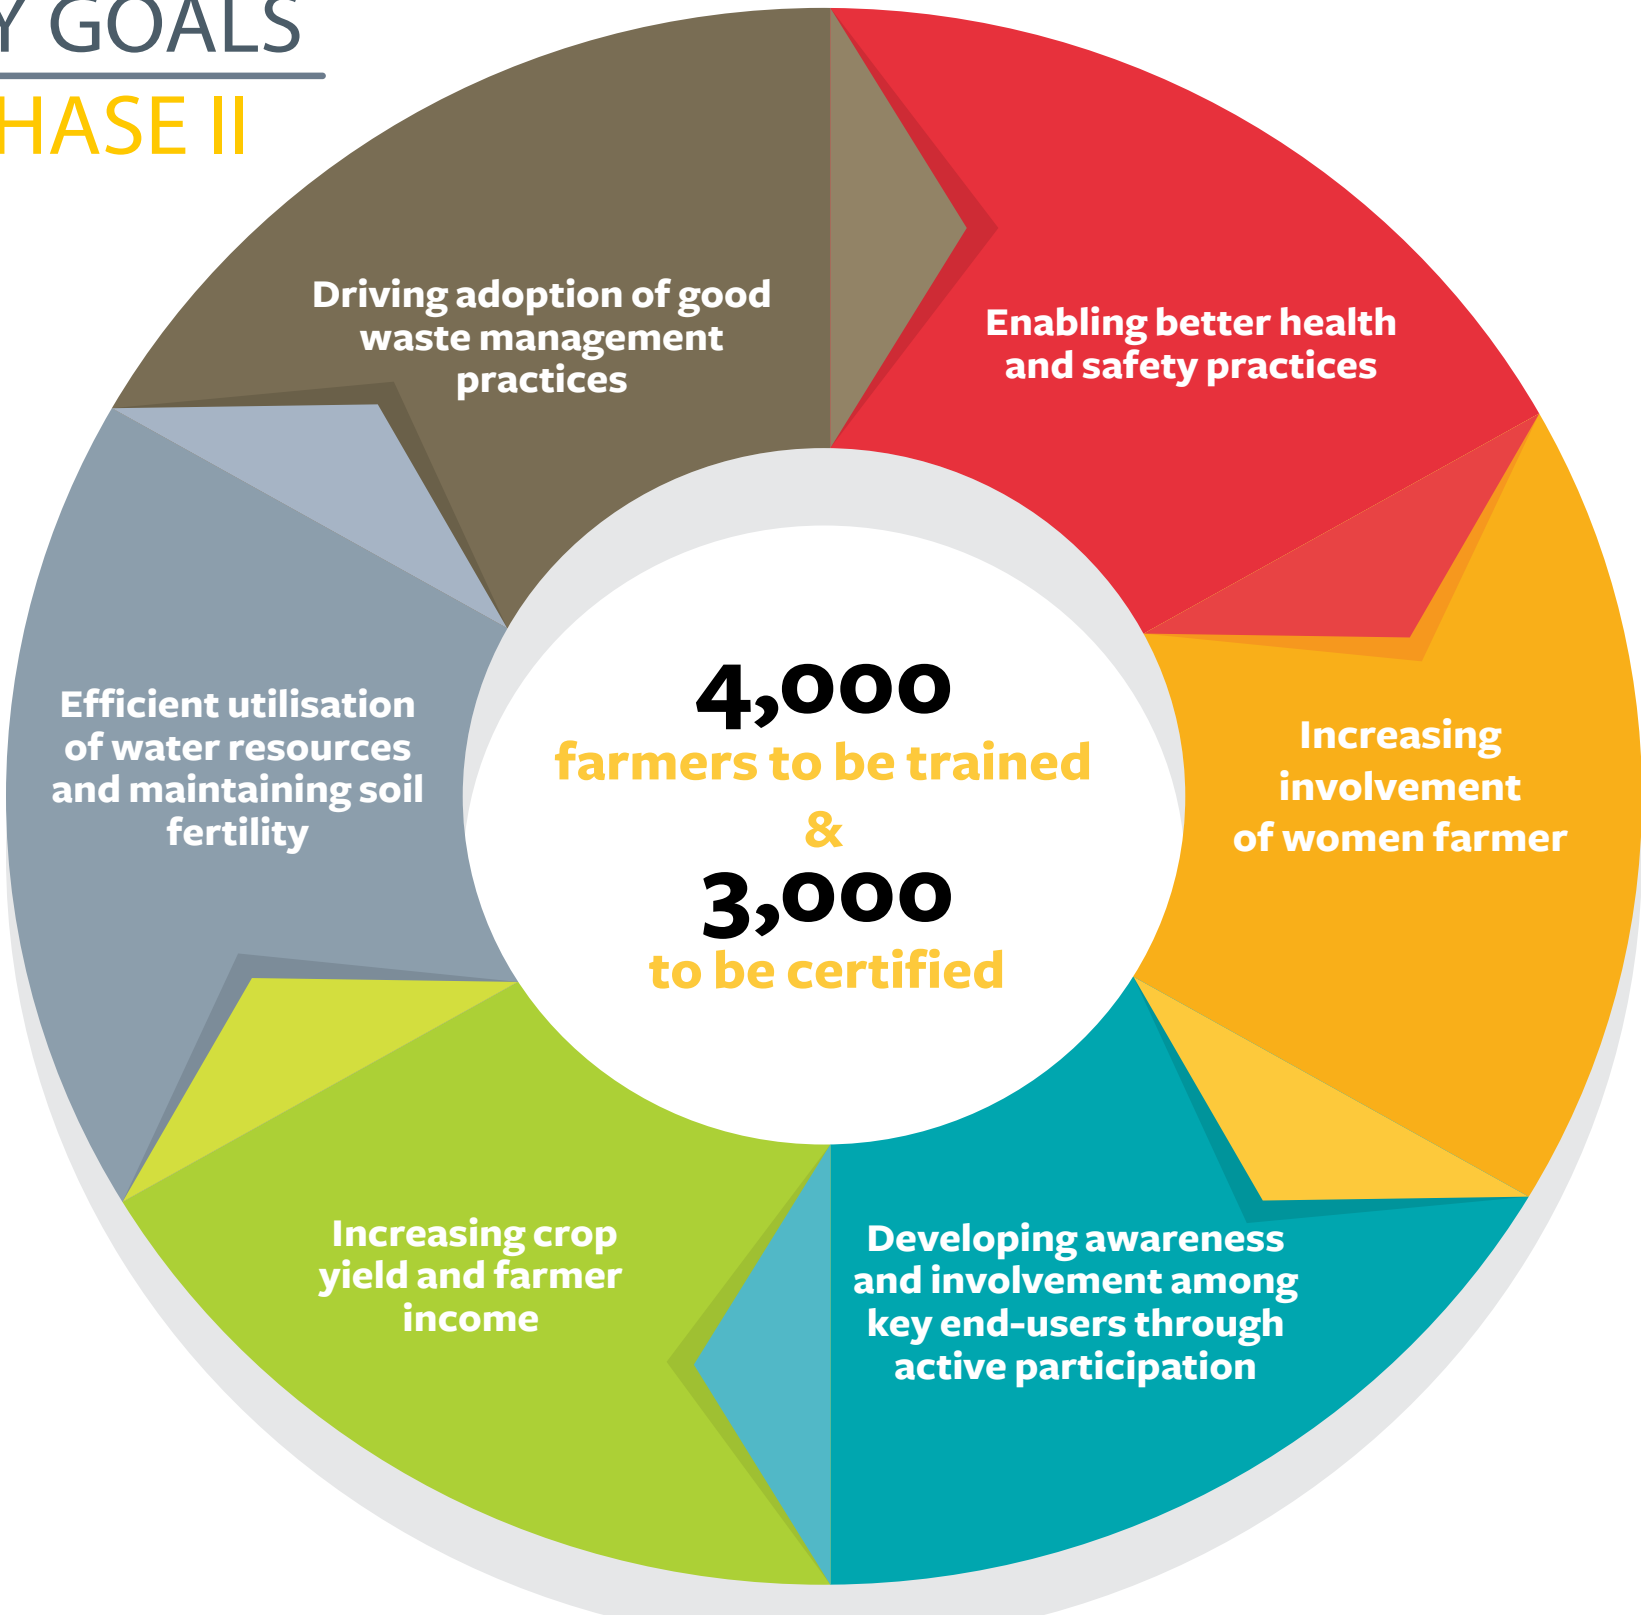 Y GOALS
HASE II
Driving adoption of good
waste management
practices
Enabling better health
and safety practices
Increasing
involvement
of women farmer
Developing awareness
and involvement among
key end-users through
active participation
Increasing crop
yield and farmer
income
Efficient utilisation
of water resources
and maintaining soil
fertility
4,000
farmers to be trained
&
3,000
to be certified